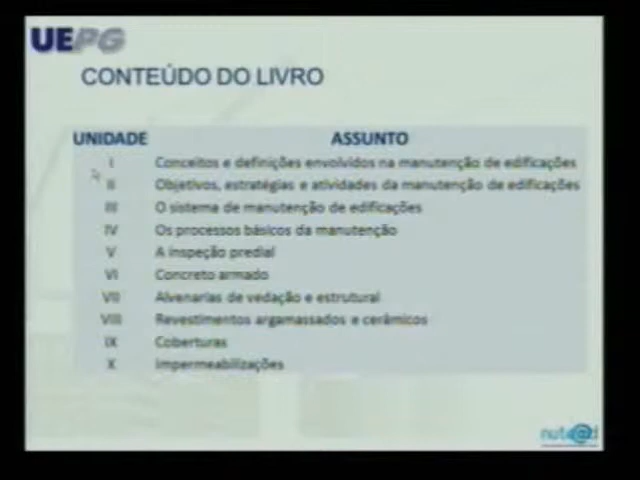 UEPG
CONTEÚDO DO LIVRO
UNIDADE ASSUNTO
I Conceitos e definições envolvidos na manutenção de edificações
II Objetivos, estratégias e atividades da manutenção de edificações
III O sistema de manutenção de edificações
IV Os processos básicos da manutenção
V A inspeção predial
VI Concreto armado
VII Alvenarias de vedação e estrutural
VIII Revestimentos argamassados e cerâmicos
IX Coberturas
X Impermeabilizações
nute@d